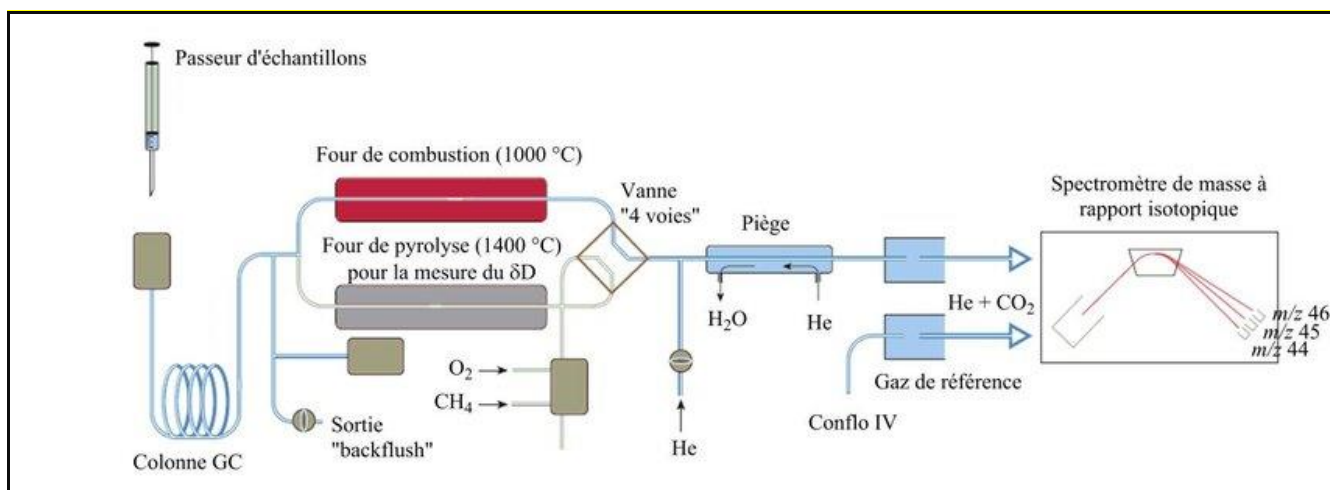 Passeur d'échantillons
Four de combustion (1000 °C)
Vanne
"4 voies"
Four de pyrolyse (1400 °C)
pour la mesure du δD
Piège
Spectromètre de masse à
rapport isotopique
H₂O
He
He + CO₂
m/z 46
m/z 45
m/z 44
O₂
CH₄
Gaz de référence
Sortie
"backflush"
He
Conflo IV
Colonne GC